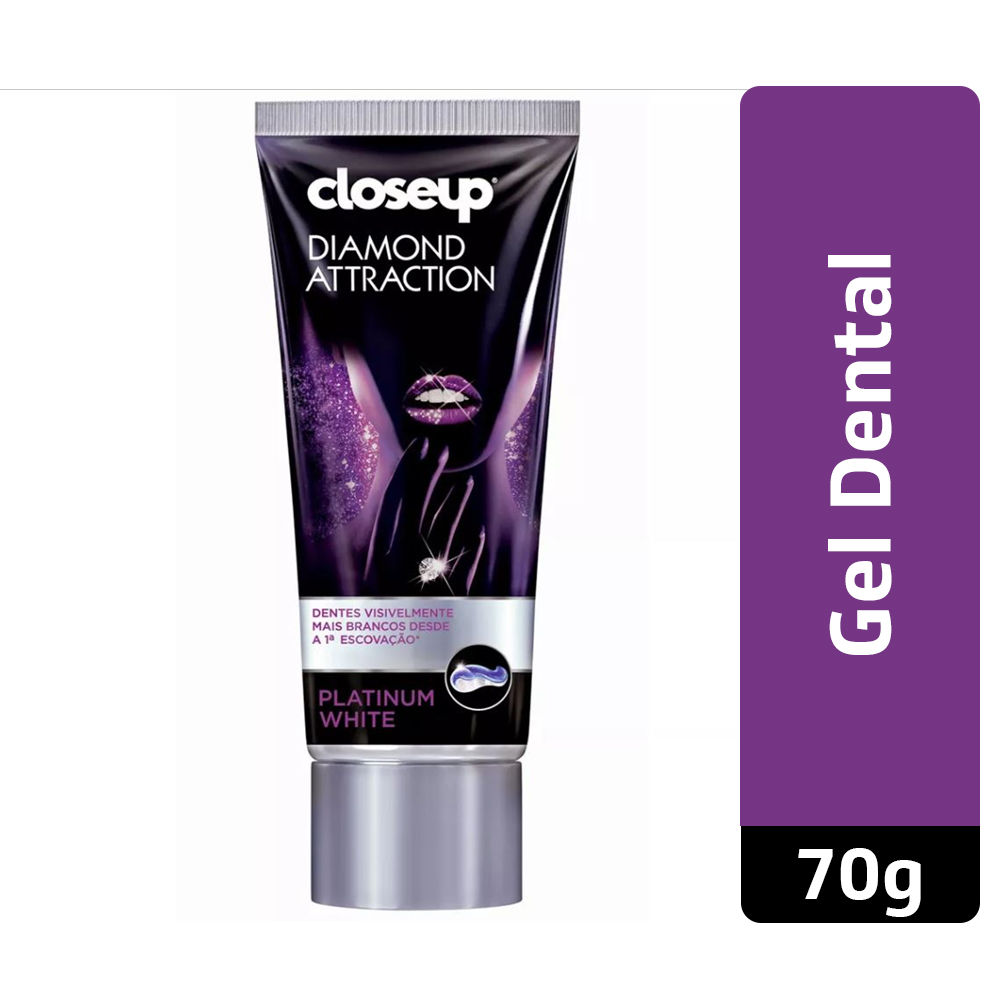 closeup®
DIAMOND
ATTRACTION
DENTES VISIVELMENTE
MAIS BRANCOS DESDE
A 1ª ESCOVAÇÃO*
PLATINUM
WHITE
Gel Dental
70g